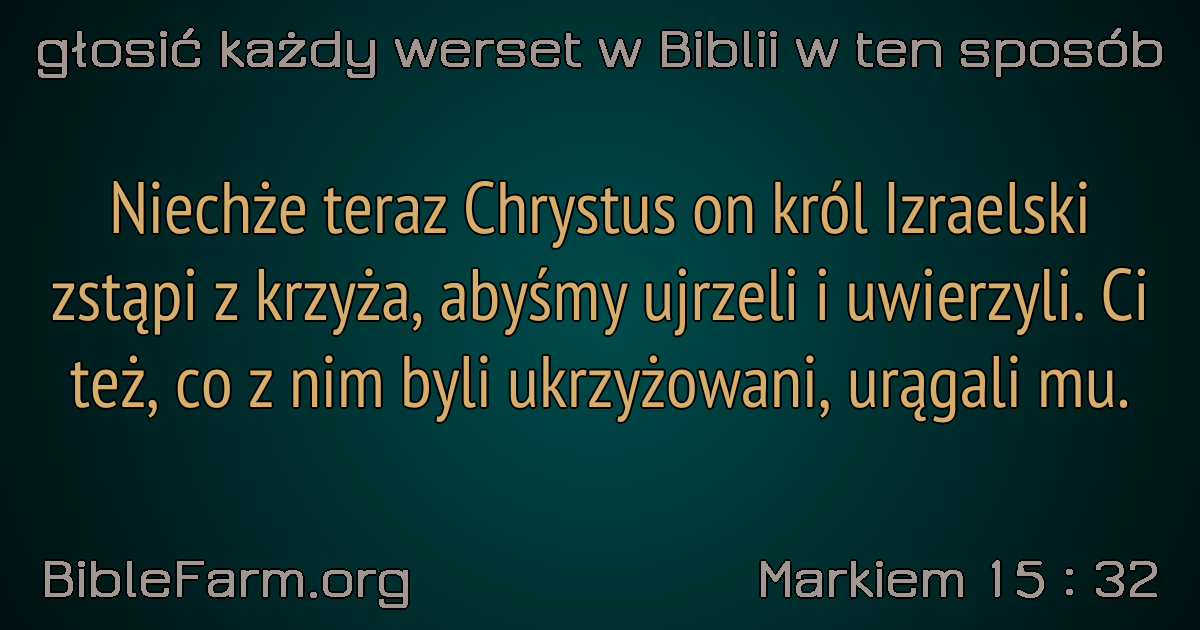 głosić każdy werset w Biblii w ten sposób
Niechże teraz Chrystus on król Izraelski
zstąpi z krzyża, abyśmy ujrzeli i uwierzyli. Ci
też, co z nim byli ukrzyżowani, urągali mu.
BibleFarm.org
Markiem 15 : 32